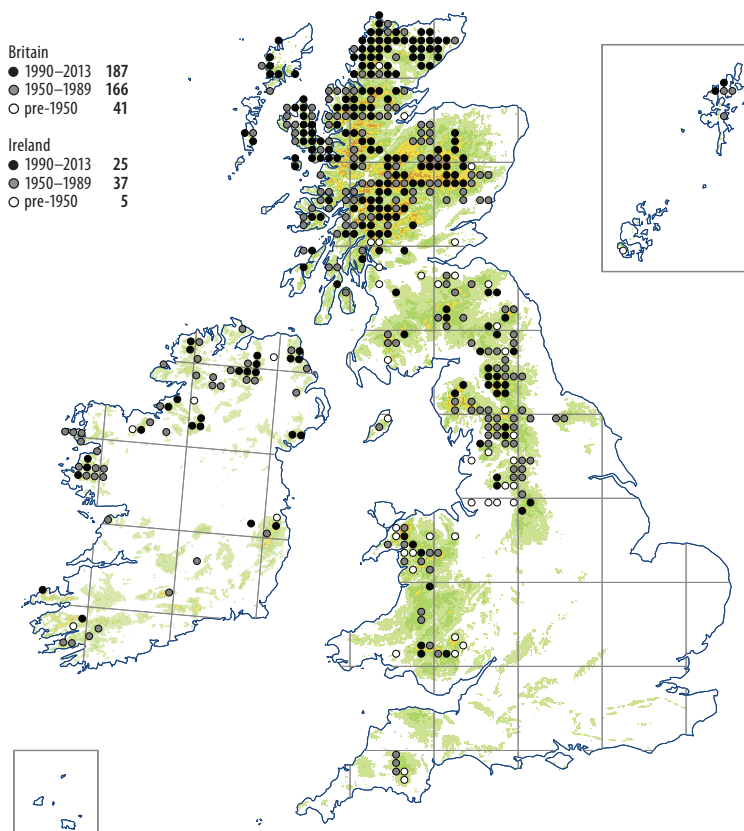 Britain
● 1990–2013 187
● 1950–1989 166
○ pre-1950 41
Ireland
● 1990–2013 25
● 1950–1989 37
○ pre-1950 5